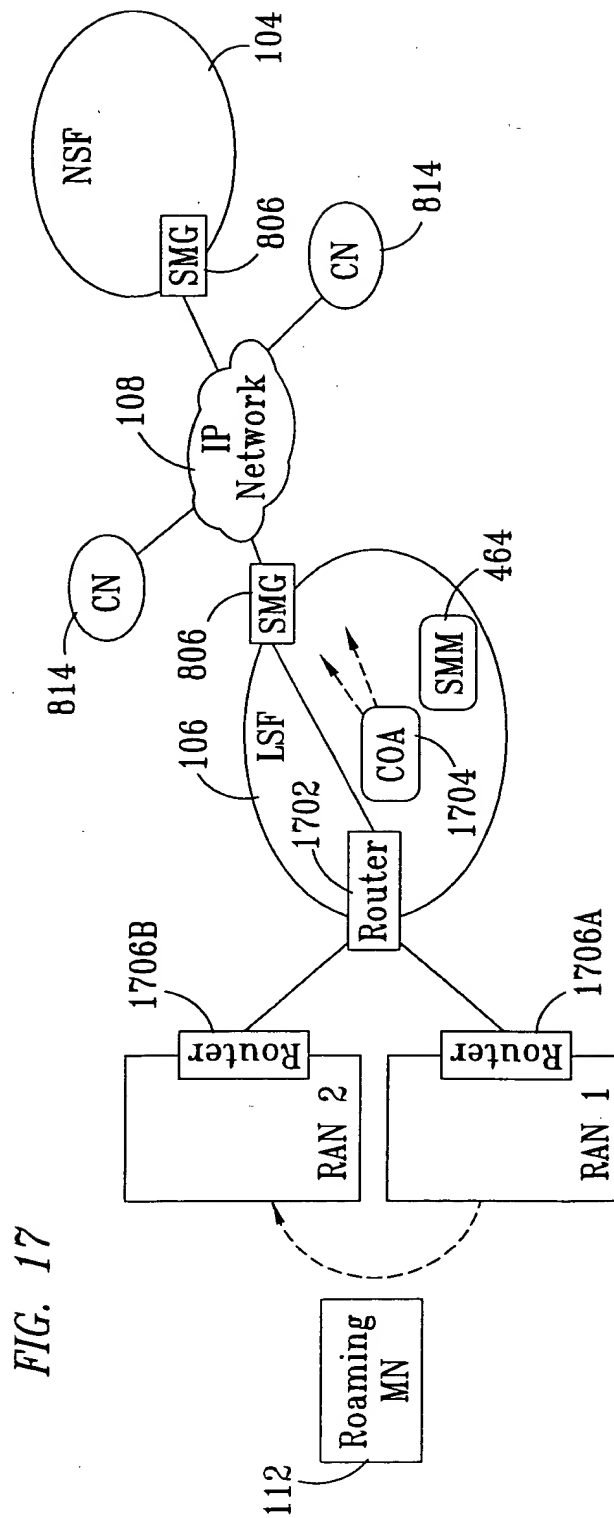 FIG. 17
Roaming
MN
112
RAN 2
Router
1706B
RAN 1
Router
1706A
Router
1702
LSF
106
COA
1704
SMM
464
SMG
806
CN
814
IP
Network
108
CN
814
SMG
806
NSF
104